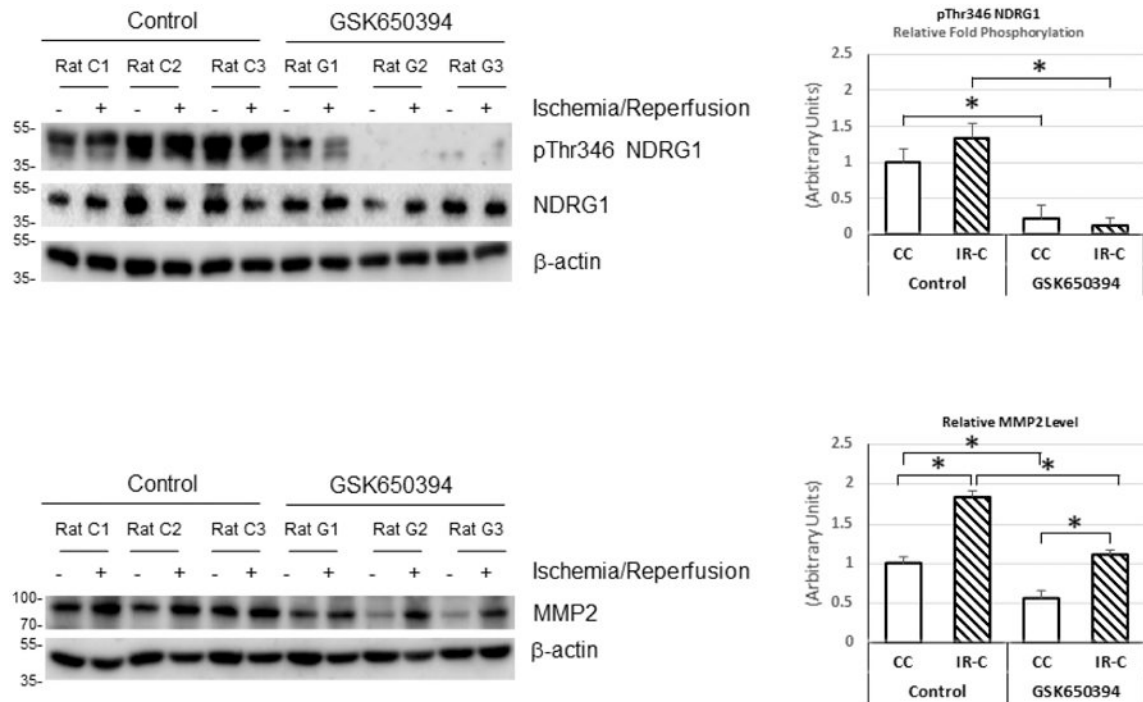 Control GSK650394
Rat C1 Rat C2 Rat C3 Rat G1 Rat G2 Rat G3
- + - + - + - + - + - + Ischemia/Reperfusion
55-
35-
pThr346 NDRG1
NDRG1
55-
35-
β-actin
pThr346 NDRG1
Relative Fold Phosphorylation
(Arbitrary Units)
2.5
2
1.5
1
0.5
0
*
*
CC IR-C CC IR-C
Control GSK650394
Control GSK650394
Rat C1 Rat C2 Rat C3 Rat G1 Rat G2 Rat G3
- + - + - + - + - + - + Ischemia/Reperfusion
100-
70-
MMP2
55-
35-
β-actin
Relative MMP2 Level
(Arbitrary Units)
2.5
2
1.5
1
0.5
0
*
* *
*
CC IR-C CC IR-C
Control GSK650394